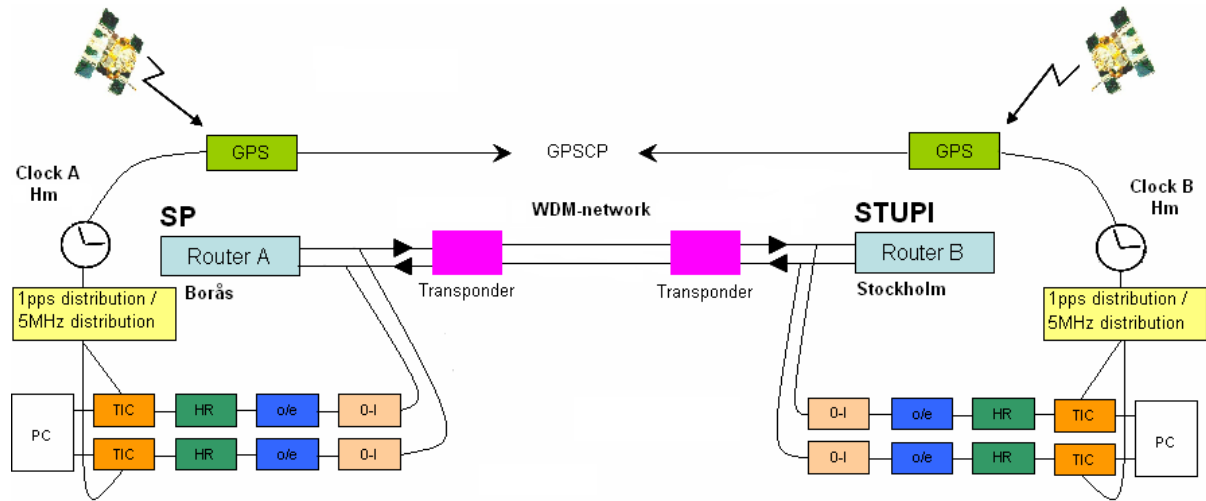 GPS
GPSCP
GPS
Clock A
Hm
Clock B
Hm
SP
WDM-network
STUPI
Router A
Router B
Borås
Transponder
Transponder
Stockholm
1pps distribution /
5MHz distribution
1pps distribution /
5MHz distribution
PC
TIC
HR
o/e
0-I
TIC
HR
o/e
0-I
0-I
o/e
HR
TIC
0-I
o/e
HR
TIC
PC